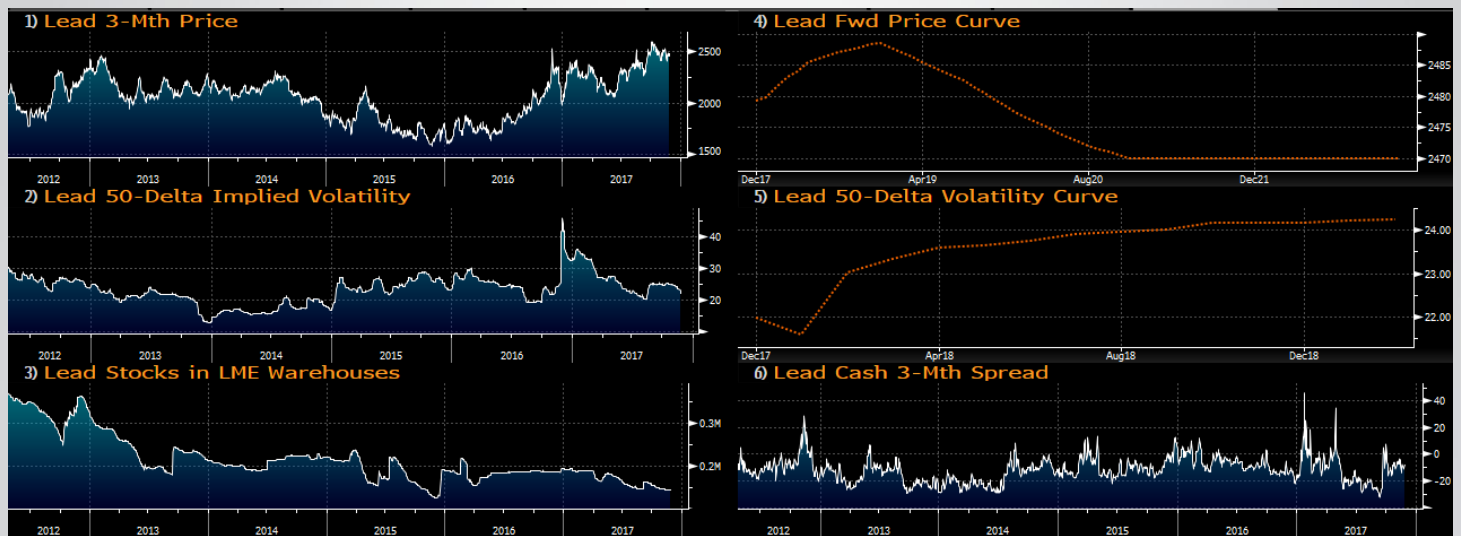 1) Lead 3-Mth Price
2500
2000
1500
2012 2013 2014 2015 2016 2017
2) Lead 50-Delta Implied Volatility
40
30
20
2012 2013 2014 2015 2016 2017
3) Lead Stocks in LME Warehouses
0.3M
0.2M
2012 2013 2014 2015 2016 2017
4) Lead Fwd Price Curve
2485
2480
2475
2470
Dec17 Apr19 Aug20 Dec21
5) Lead 50-Delta Volatility Curve
24.00
23.00
22.00
Dec17 Apr18 Aug18 Dec18
6) Lead Cash 3-Mth Spread
40
20
0
-20
2012 2013 2014 2015 2016 2017